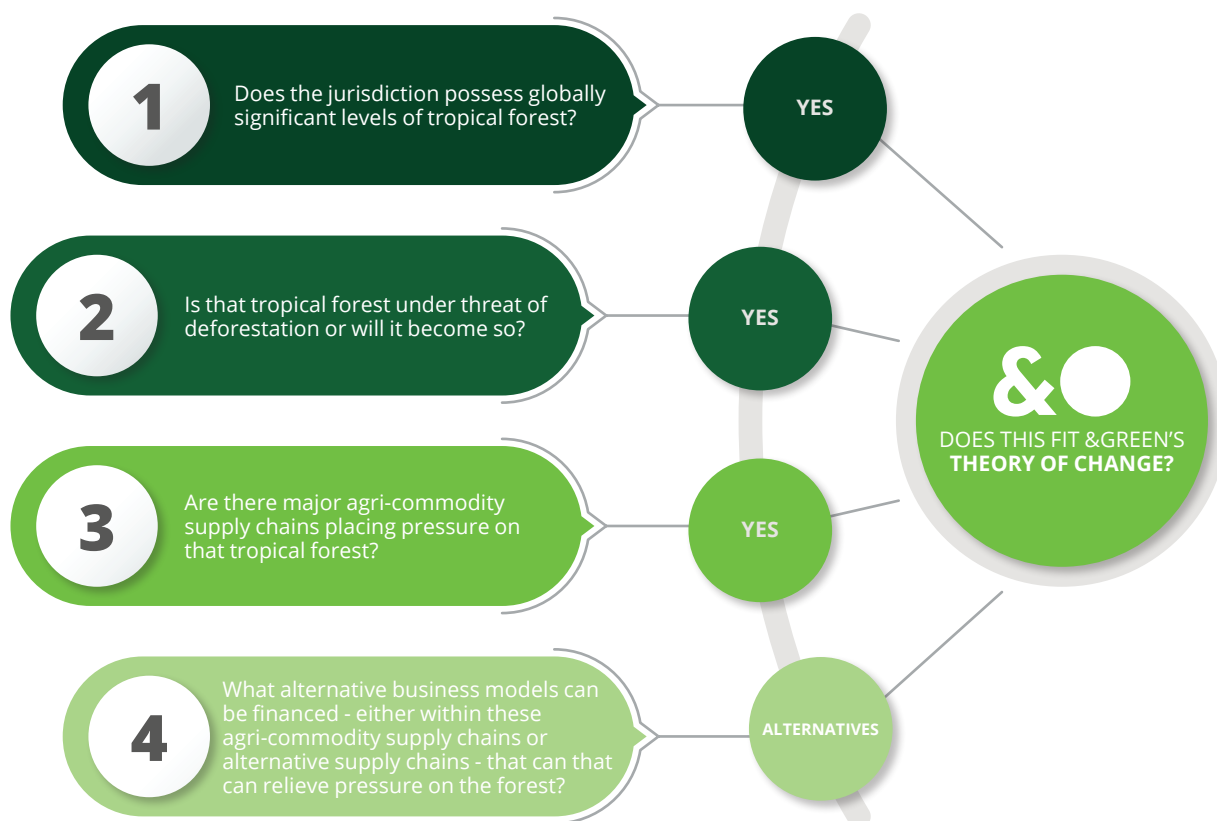 1
Does the jurisdiction possess globally
significant levels of tropical forest?
YES
2
Is that tropical forest under threat of
deforestation or will it become so?
YES
3
Are there major agri-commodity
supply chains placing pressure on
that tropical forest?
YES
4
What alternative business models can
be financed - either within these
agri-commodity supply chains or
alternative supply chains - that can that
can relieve pressure on the forest?
ALTERNATIVES
&
DOES THIS FIT &GREEN'S
THEORY OF CHANGE?